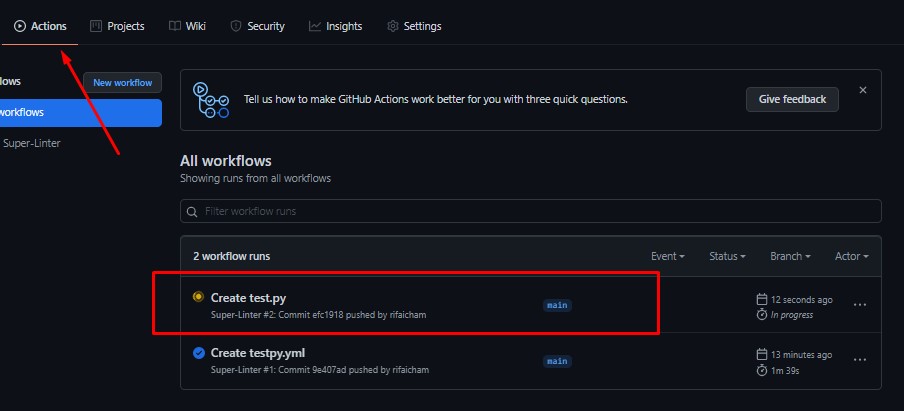 Actions Projects Wiki Security Insights Settings
lows New workflow
workflows
Super-Linter
Tell us how to make GitHub Actions work better for you with three quick questions. Give feedback
All workflows
Showing runs from all workflows
Filter workflow runs
2 workflow runs Event Status Branch Actor
Create test.py
Super-Linter #2: Commit efc1918 pushed by rifaicham
main
12 seconds ago
In progress
Create testpy.yml
Super-Linter #1: Commit 9e407ad pushed by rifaicham
main
13 minutes ago
1m 39s